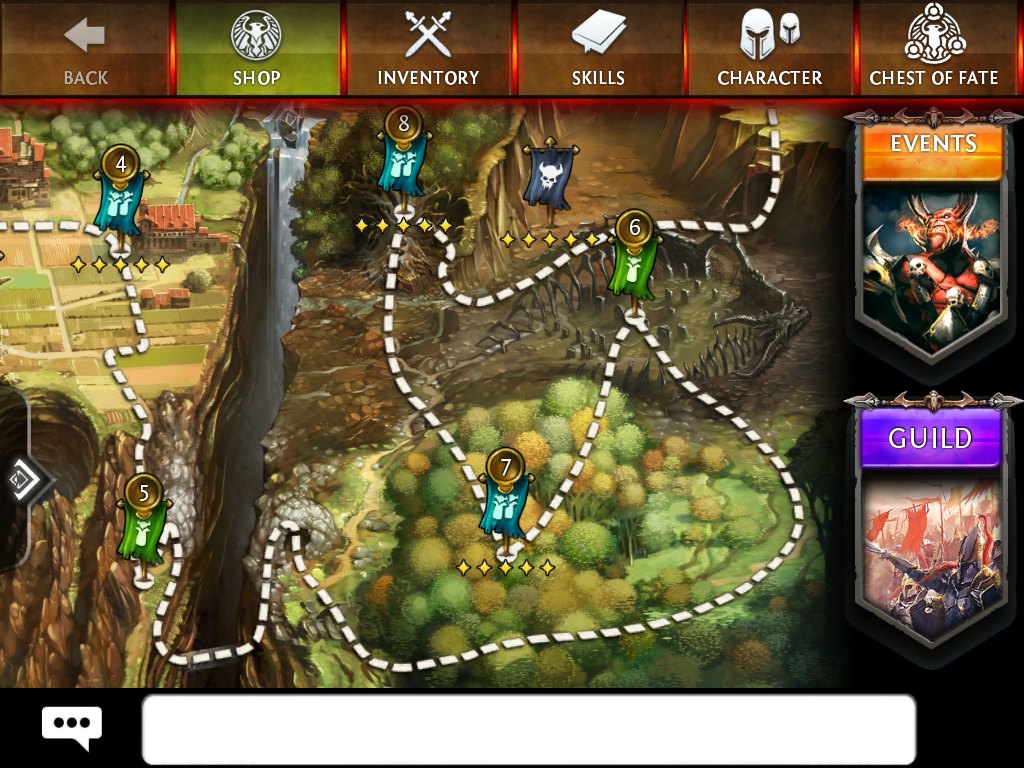 BACK
SHOP
INVENTORY
SKILLS
CHARACTER
CHEST OF FATE
EVENTS
8
4
6
GUILD
7
5